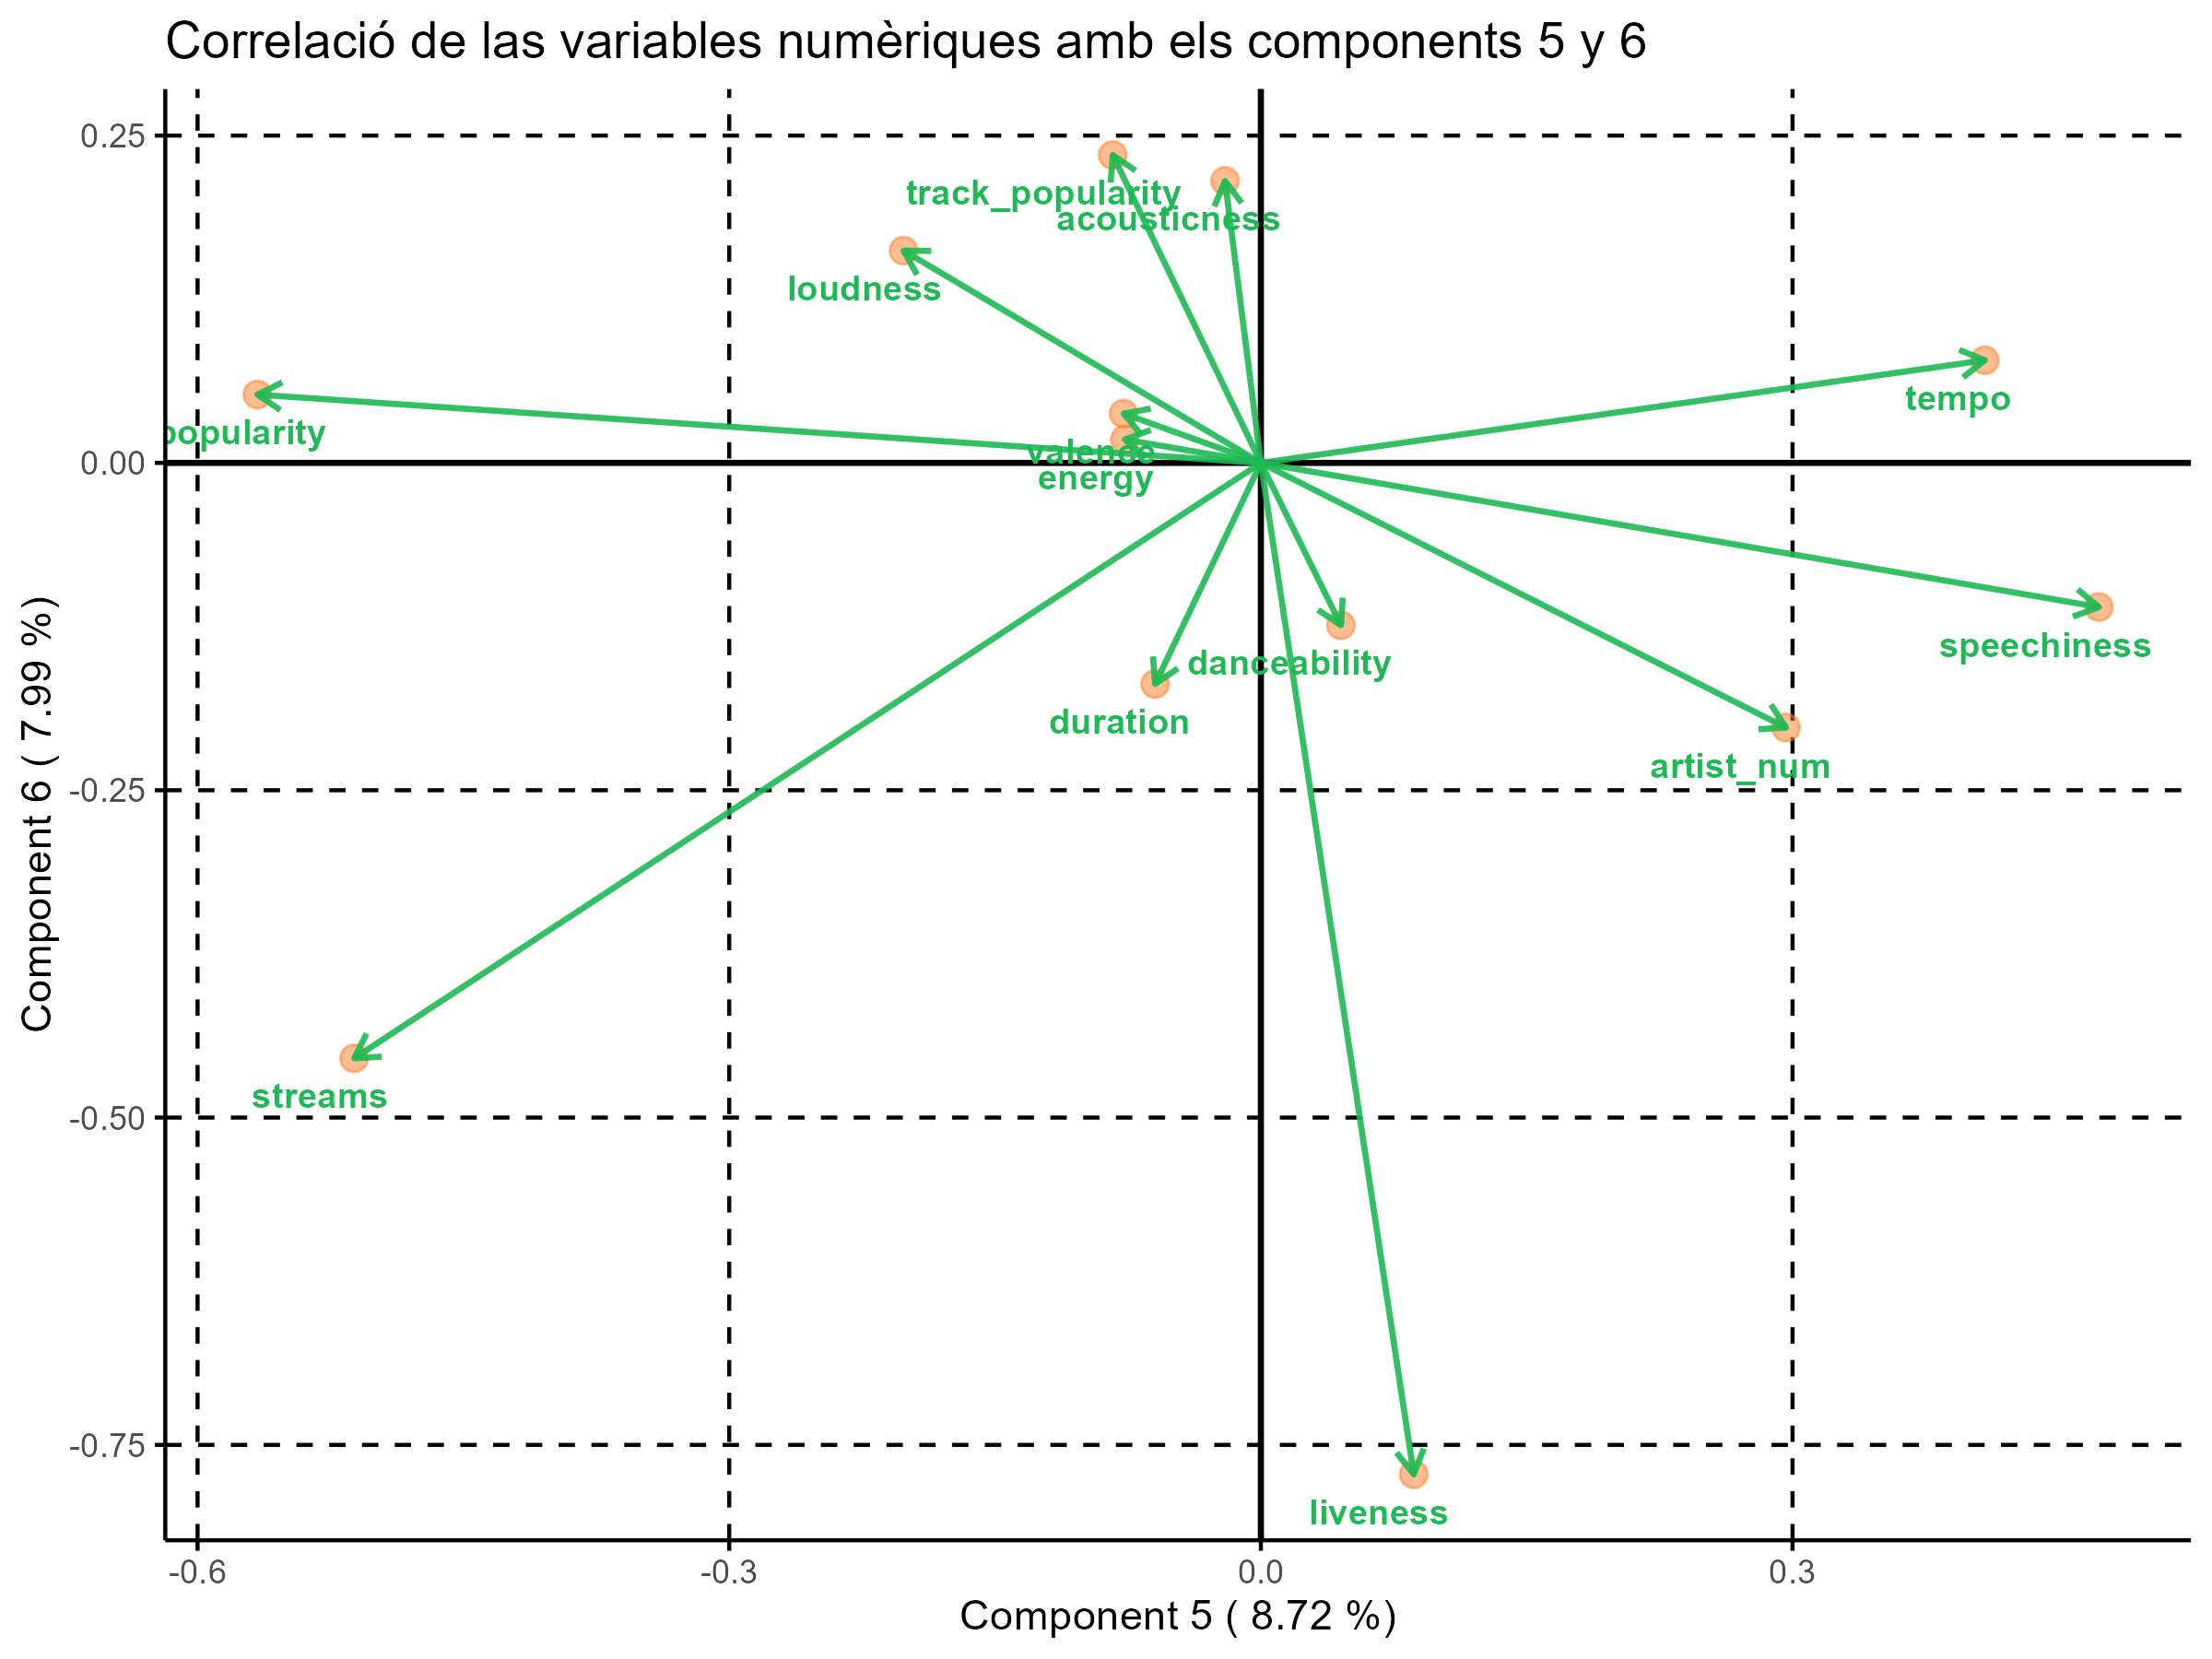 Correlació de las variables numèriques amb els components 5 y 6
0.25
track_popularity
acousticness
loudness
tempo
popularity
0.00
valence
energy
speechiness
danceability
duration
artist_num
-0.25
Component 6 ( 7.99 %)
streams
-0.50
-0.75
liveness
-0.6
-0.3
0.0
0.3
Component 5 ( 8.72 %)